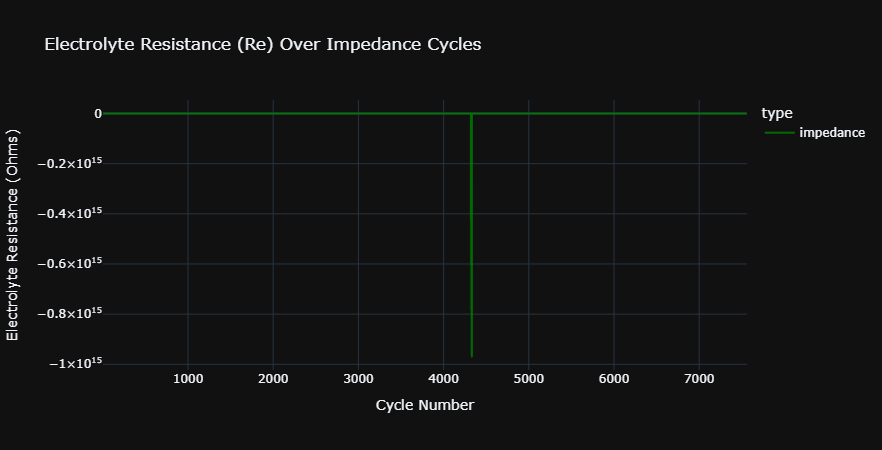 Electrolyte Resistance (Re) Over Impedance Cycles
type
impedance
0
−0.2×10¹⁵
−0.4×10¹⁵
−0.6×10¹⁵
−0.8×10¹⁵
−1×10¹⁵
Electrolyte Resistance (Ohms)
1000 2000 3000 4000 5000 6000 7000
Cycle Number